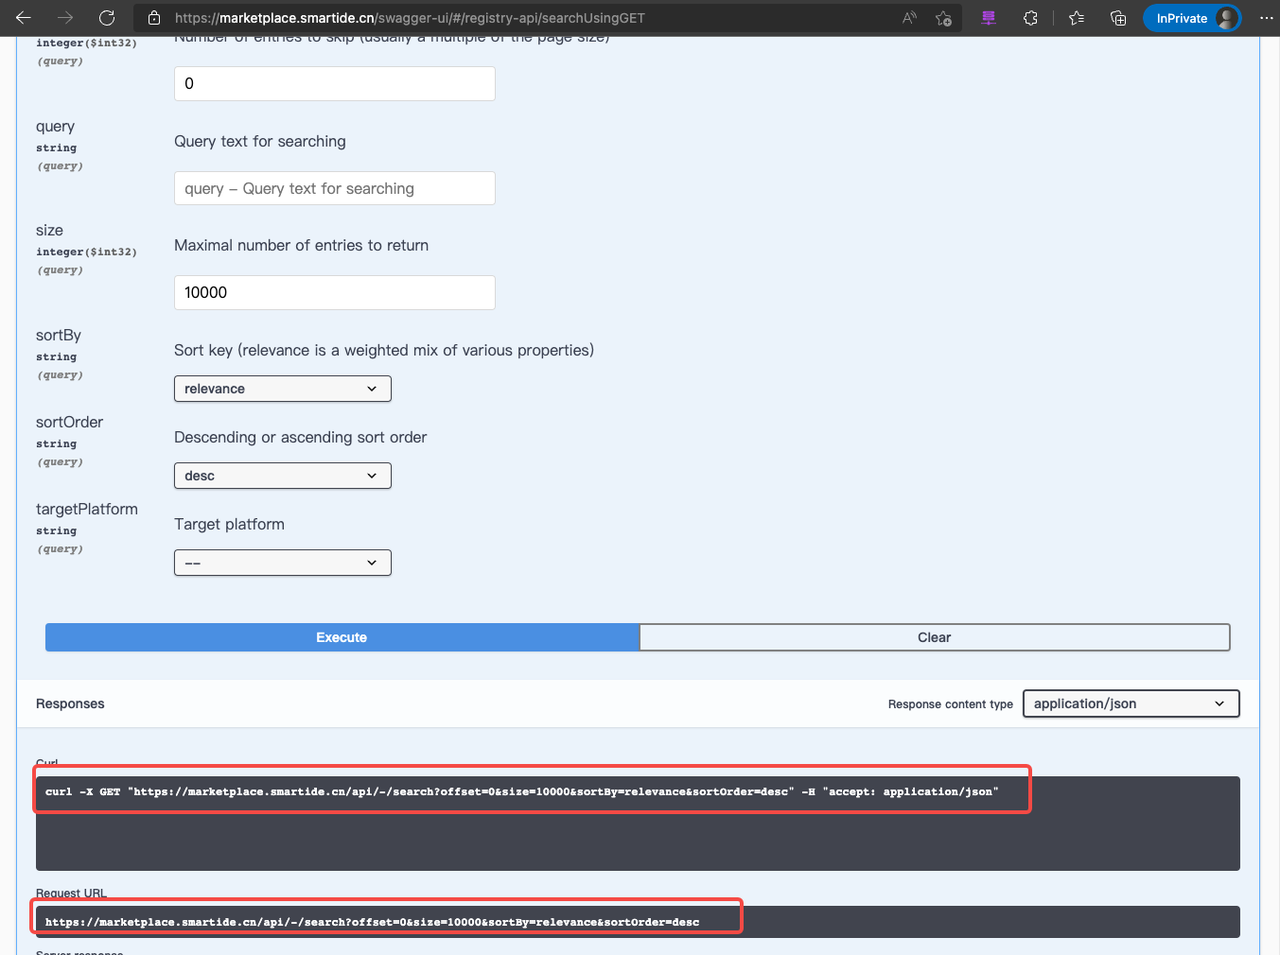 https://marketplace.smartide.cn/swagger-ui/#/registry-api/searchUsingGET
InPrivate
Number of entries to skip (usually a multiple of the page size)
integer($int32)
(query)
0
query
string
(query)
Query text for searching
query – Query text for searching
size
integer($int32)
(query)
Maximal number of entries to return
10000
sortBy
string
(query)
Sort key (relevance is a weighted mix of various properties)
relevance
sortOrder
string
(query)
Descending or ascending sort order
desc
targetPlatform
string
(query)
Target platform
--
Execute
Clear
Responses
Response content type
application/json
Curl
curl -X GET "https://marketplace.smartide.cn/api/-/search?offset=0&size=10000&sortBy=relevance&sortOrder=desc" -H "accept: application/json"
Request URL
https://marketplace.smartide.cn/api/-/search?offset=0&size=10000&sortBy=relevance&sortOrder=desc
Server response